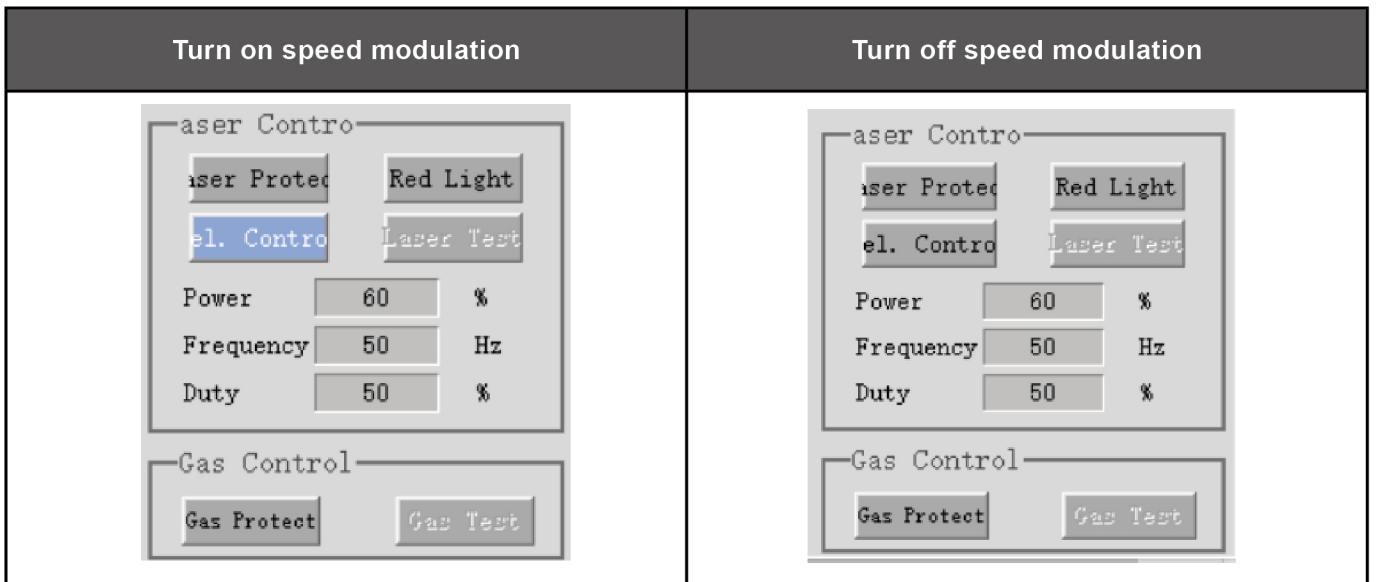 Turn on speed modulation
Turn off speed modulation
aser Contro
aser Protec
Red Light
el. Contro
Laser Test
Power 60 %
Frequency 50 Hz
Duty 50 %
Gas Control
Gas Protect
Gas Test
aser Contro
aser Protec
Red Light
el. Contro
Laser Test
Power 60 %
Frequency 50 Hz
Duty 50 %
Gas Control
Gas Protect
Gas Test